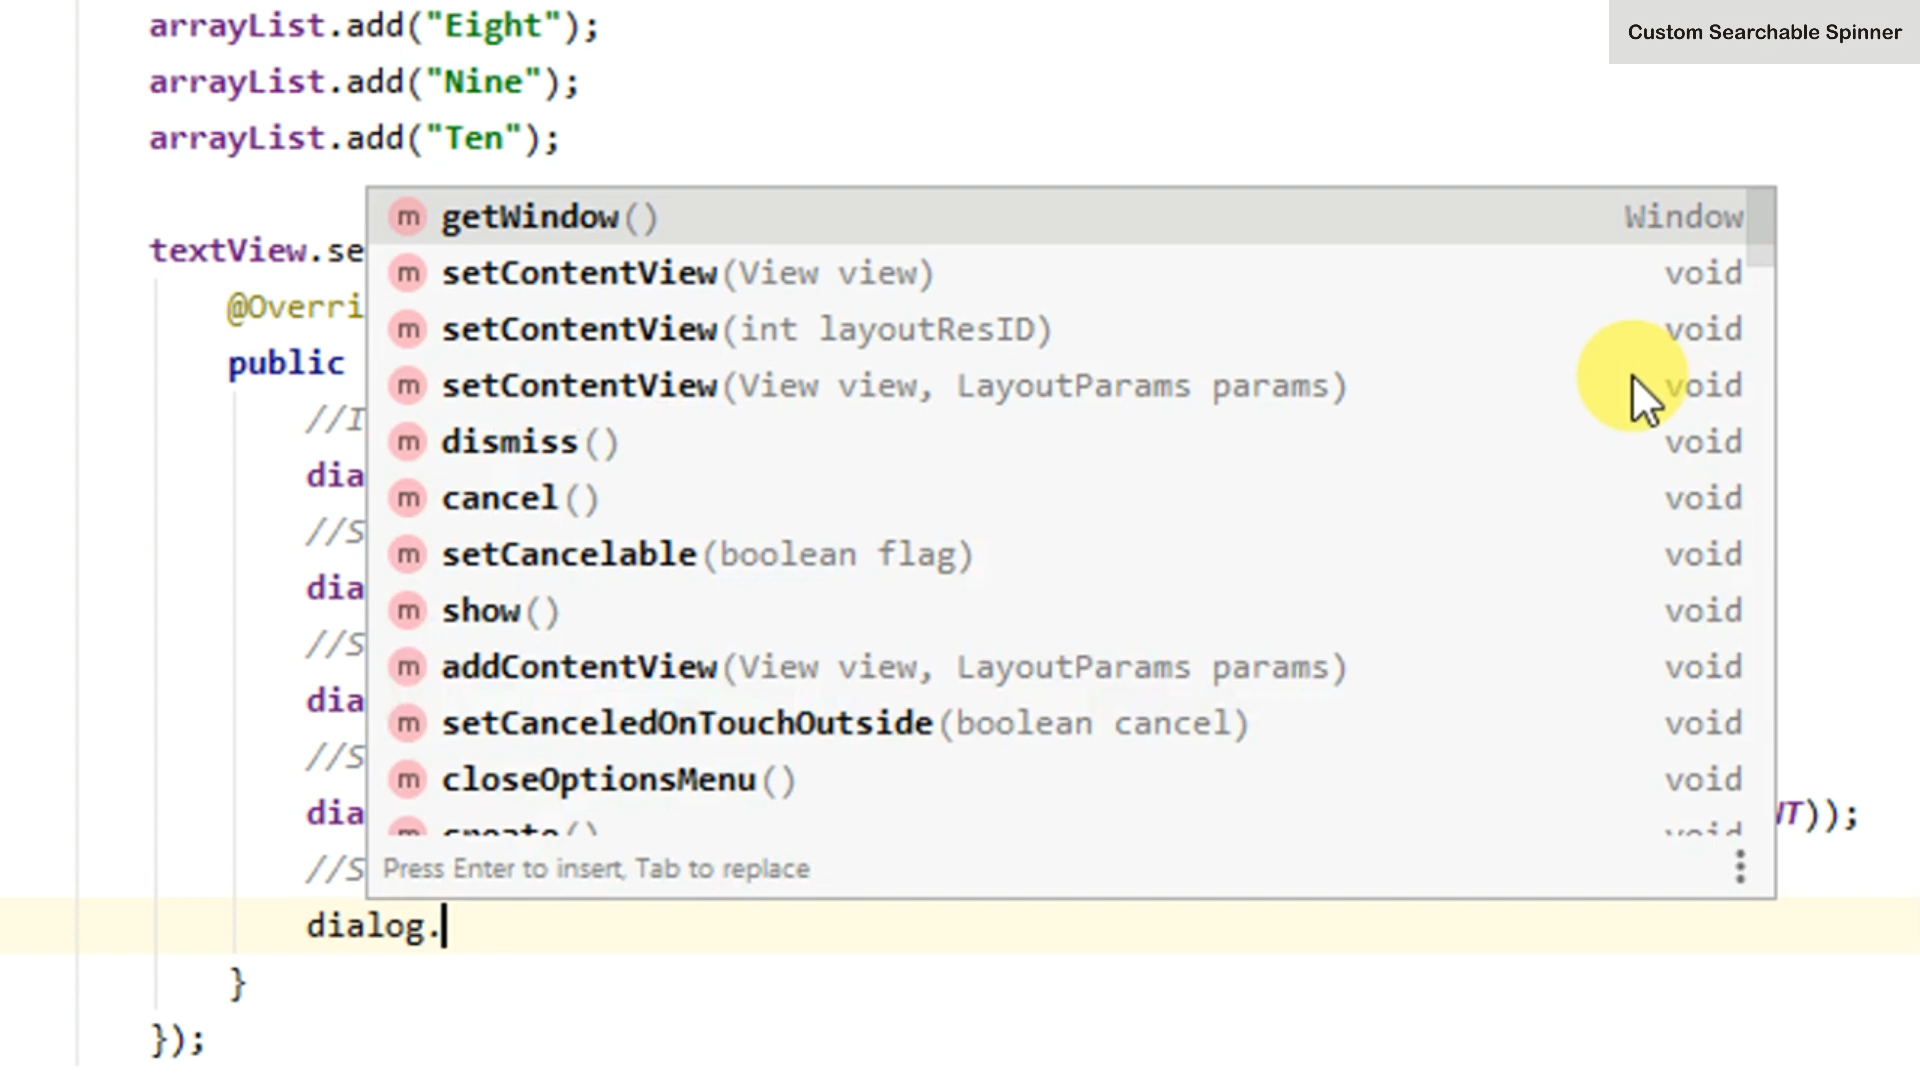 Custom Searchable Spinner
arrayList.add("Eight");
arrayList.add("Nine");
arrayList.add("Ten");
textView.se
@Overri
public
//I
dia
//S
dia
//S
dia
//S
dia
NT));
//S
dialog.
}
});
m getWindow() Window
m setContentView(View view) void
m setContentView(int layoutResID) void
m setContentView(View view, LayoutParams params) void
m dismiss() void
m cancel() void
m setCancelable(boolean flag) void
m show() void
m addContentView(View view, LayoutParams params) void
m setCanceledOnTouchOutside(boolean cancel) void
m closeOptionsMenu() void
m create() void
Press Enter to insert, Tab to replace